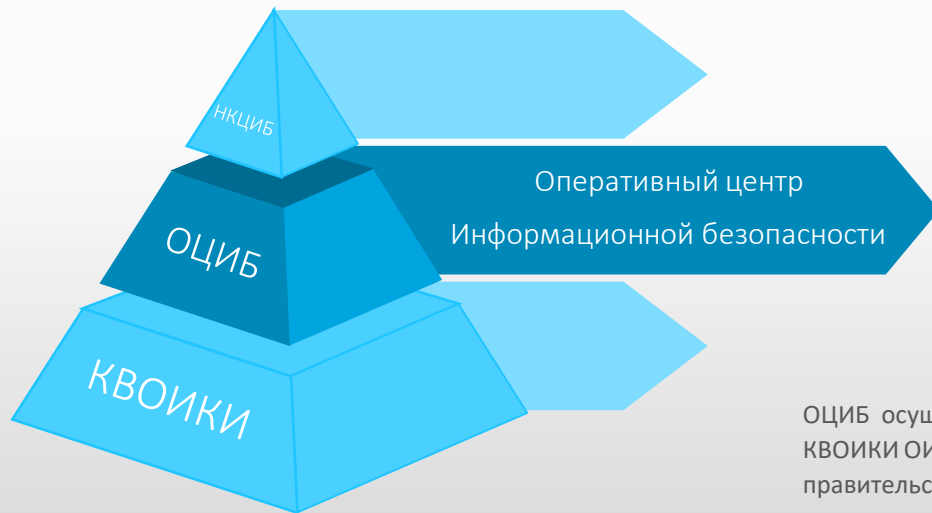 НКЦИБ
Оперативный центр
Информационной безопасности
ОЦИБ
КВОИКИ
ОЦИБ осущ
КВОИКИ ОИ
правительс